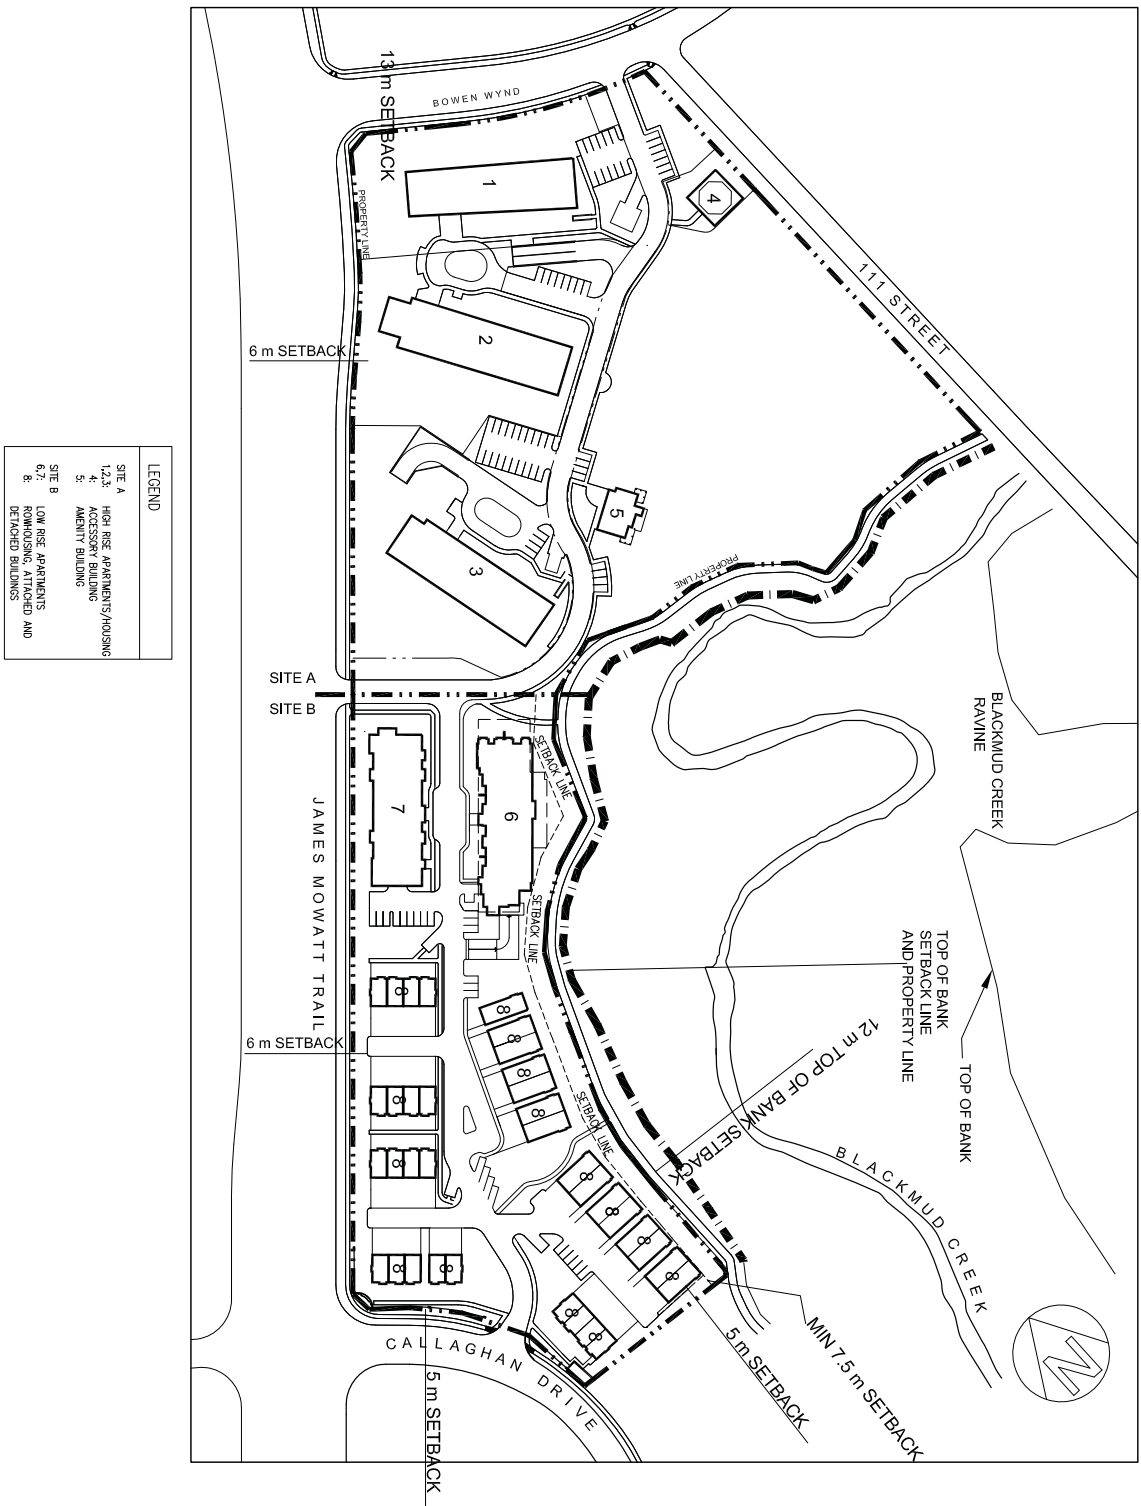 13 m SETBACK
BOWEN WYND
PROPERTY LINE
1
4
111 STREET
2
6 m SETBACK
5
3
PROPERTY LINE
SITE A
SITE B
BLACKMUD CREEK
RAVINE
SETBACK LINE
7
6
JAMES MOWATT TRAIL
SETBACK LINE
TOP OF BANK
SETBACK LINE
AND PROPERTY LINE
TOP OF BANK
12 m TOP OF BANK SETBACK
8
8
8
8
8
6 m SETBACK
SETBACK LINE
8
8
BLACKMUD CREEK
8
8
8
8
8
8
8
8
MIN 7.5 m SETBACK
5 m SETBACK
CALLAGHAN DRIVE
5 m SETBACK
N
LEGEND
SITE A
1,2,3: HIGH RISE APARTMENTS/HOUSING
4: ACCESSORY BUILDING
5: AMENITY BUILDING
SITE B
6,7: LOW RISE APARTMENTS
8: ROWHOUSING, ATTACHED AND
DETACHED BUILDINGS